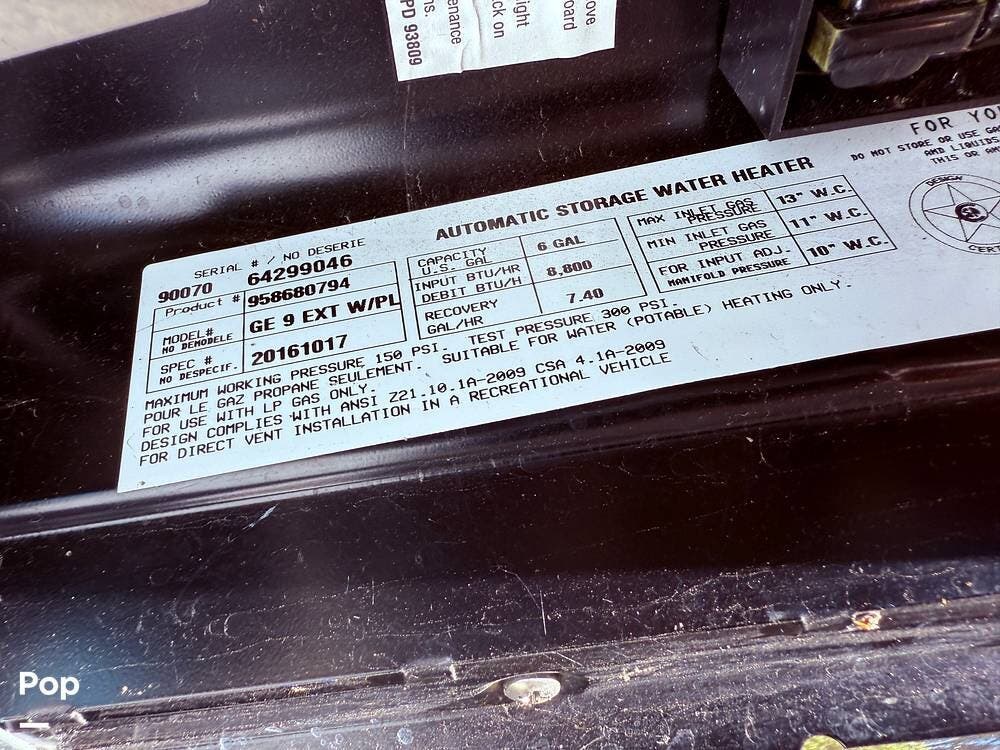 ove
oard
ight
ck on
enance
ns.
PD 93809
AUTOMATIC STORAGE WATER HEATER
SERIAL # / NO DESERIE
90070 64299046
Product # 958680794
MODEL# NO DEMODELE GE 9 EXT W/PL
SPEC # NO DESPECIF. 20161017
CAPACITY U.S. GAL 6 GAL
INPUT BTU/HR DEBIT BTU/H 8,800
RECOVERY GAL/HR 7.40
MAX INLET GAS PRESSURE 13" W.C.
MIN INLET GAS PRESSURE 11" W.C.
FOR INPUT ADJ. MANIFOLD PRESSURE 10" W.C.
MAXIMUM WORKING PRESSURE 150 PSI. TEST PRESSURE 300 PSI.
POUR LE GAZ PROPANE SEULEMENT. SUITABLE FOR WATER (POTABLE) HEATING ONLY.
FOR USE WITH LP GAS ONLY.
DESIGN COMPLIES WITH ANSI Z21.10.1A-2009 CSA 4.1A-2009
FOR DIRECT VENT INSTALLATION IN A RECREATIONAL VEHICLE
FOR YO
DO NOT STORE OR USE GA
AND LIQUIDS
THIS OR AN
DESIGN
CERT
Pop